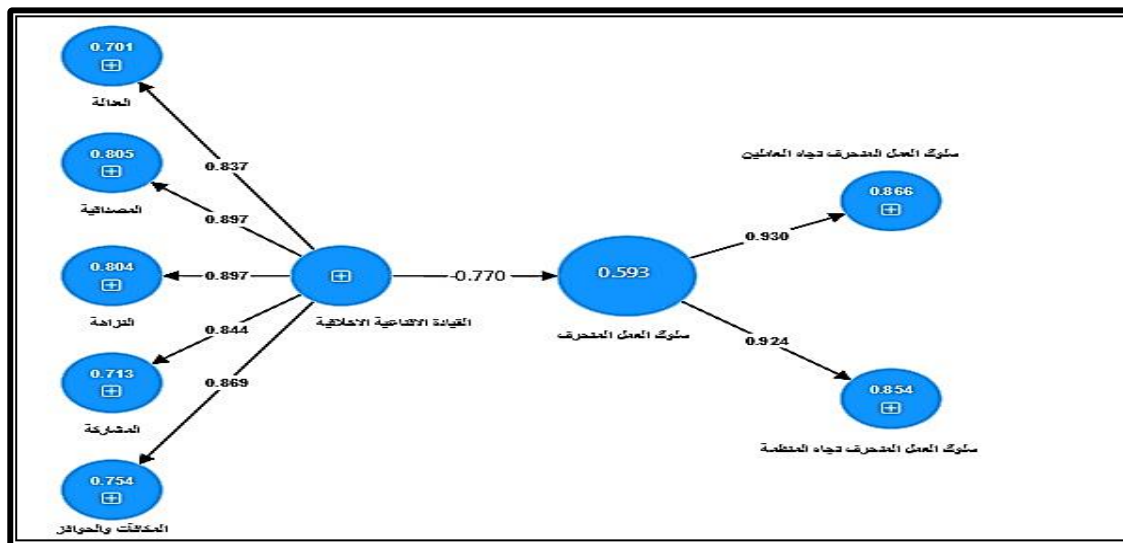 0.701
العدالة
0.837
0.805
المصداقية
0.897
0.804
النزاهة
0.897
0.713
المشاركة
0.844
0.754
المكافآت والحوافز
0.869
القيادة الاقناعية الاخلاقية
-0.770
0.593
سلوك العمل المنحرف
0.930
سلوك العمل المنحرف تجاه العاملين
0.866
0.924
0.854
سلوك العمل المنحرف تجاه المنظمة